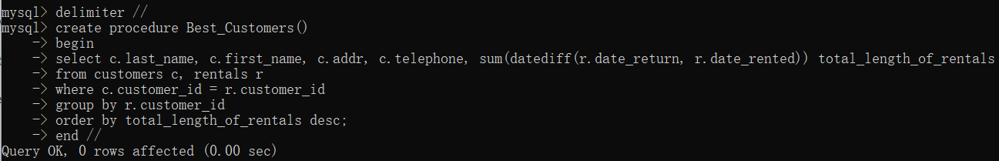 mysql> delimiter //
mysql> create procedure Best_Customers()
    -> begin
    -> select c.last_name, c.first_name, c.addr, c.telephone, sum(datediff(r.date_return, r.date_rented)) total_length_of_rentals
    -> from customers c, rentals r
    -> where c.customer_id = r.customer_id
    -> group by r.customer_id
    -> order by total_length_of_rentals desc;
    -> end //
Query OK, 0 rows affected (0.00 sec)